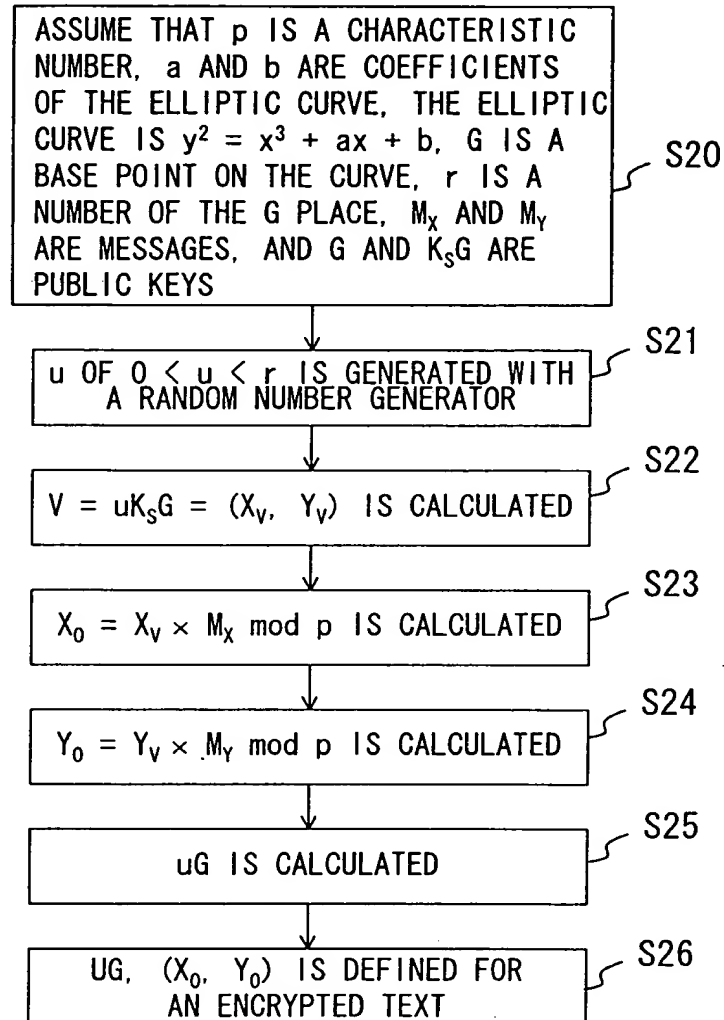 ASSUME THAT p IS A CHARACTERISTIC
NUMBER, a AND b ARE COEFFICIENTS
OF THE ELLIPTIC CURVE, THE ELLIPTIC
CURVE IS y² = x³ + ax + b, G IS A
BASE POINT ON THE CURVE, r IS A
NUMBER OF THE G PLACE, Mₓ AND Mᵧ
ARE MESSAGES, AND G AND KₛG ARE
PUBLIC KEYS
S20
S21
u OF 0 < u < r IS GENERATED WITH
A RANDOM NUMBER GENERATOR
S22
V = uKₛG = (Xᵥ, Yᵥ) IS CALCULATED
S23
X₀ = Xᵥ × Mₓ mod p IS CALCULATED
S24
Y₀ = Yᵥ × Mᵧ mod p IS CALCULATED
S25
uG IS CALCULATED
S26
UG, (X₀, Y₀) IS DEFINED FOR
AN ENCRYPTED TEXT